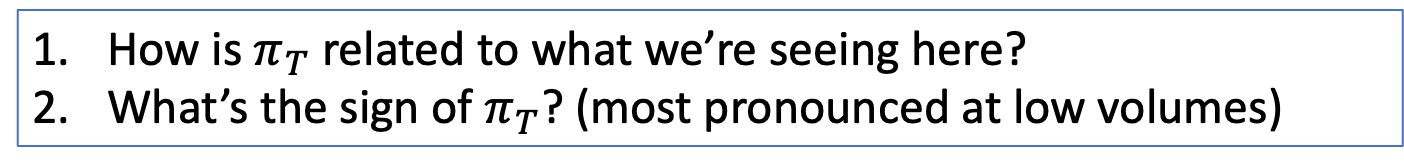 1. How is π_T related to what we’re seeing here?
2. What’s the sign of π_T? (most pronounced at low volumes)